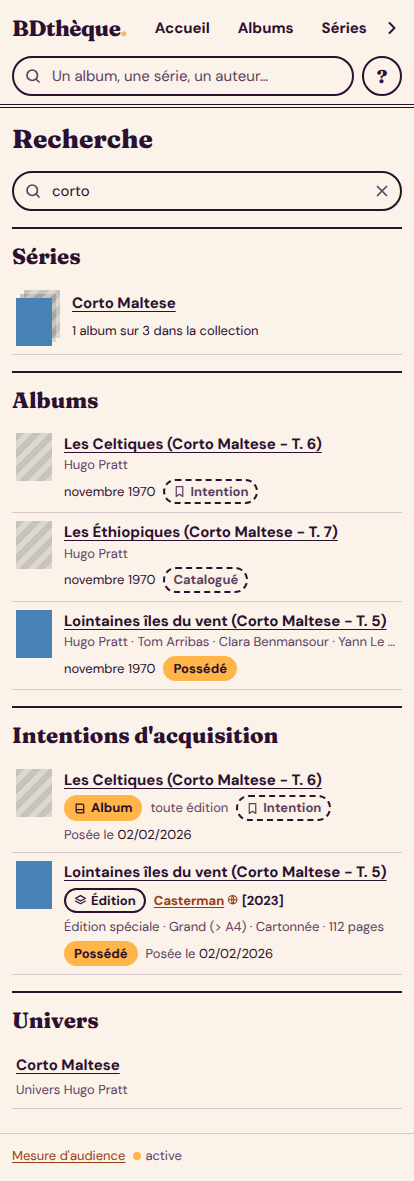 BDthèque. Accueil Albums Séries
Un album, une série, un auteur… ?
Recherche
corto
Séries
Corto Maltese
1 album sur 3 dans la collection
Albums
Les Celtiques (Corto Maltese – T. 6)
Hugo Pratt
novembre 1970 Intention
Les Éthiopiques (Corto Maltese – T. 7)
Hugo Pratt
novembre 1970 Catalogué
Lointaines îles du vent (Corto Maltese – T. 5)
Hugo Pratt · Tom Arribas · Clara Benmansour · Yann Le …
novembre 1970 Possédé
Intentions d'acquisition
Les Celtiques (Corto Maltese – T. 6)
Album toute édition Intention
Posée le 02/02/2026
Lointaines îles du vent (Corto Maltese – T. 5)
Édition Casterman [2023]
Édition spéciale · Grand (> A4) · Cartonnée · 112 pages
Possédé Posée le 02/02/2026
Univers
Corto Maltese
Univers Hugo Pratt
Mesure d'audience active